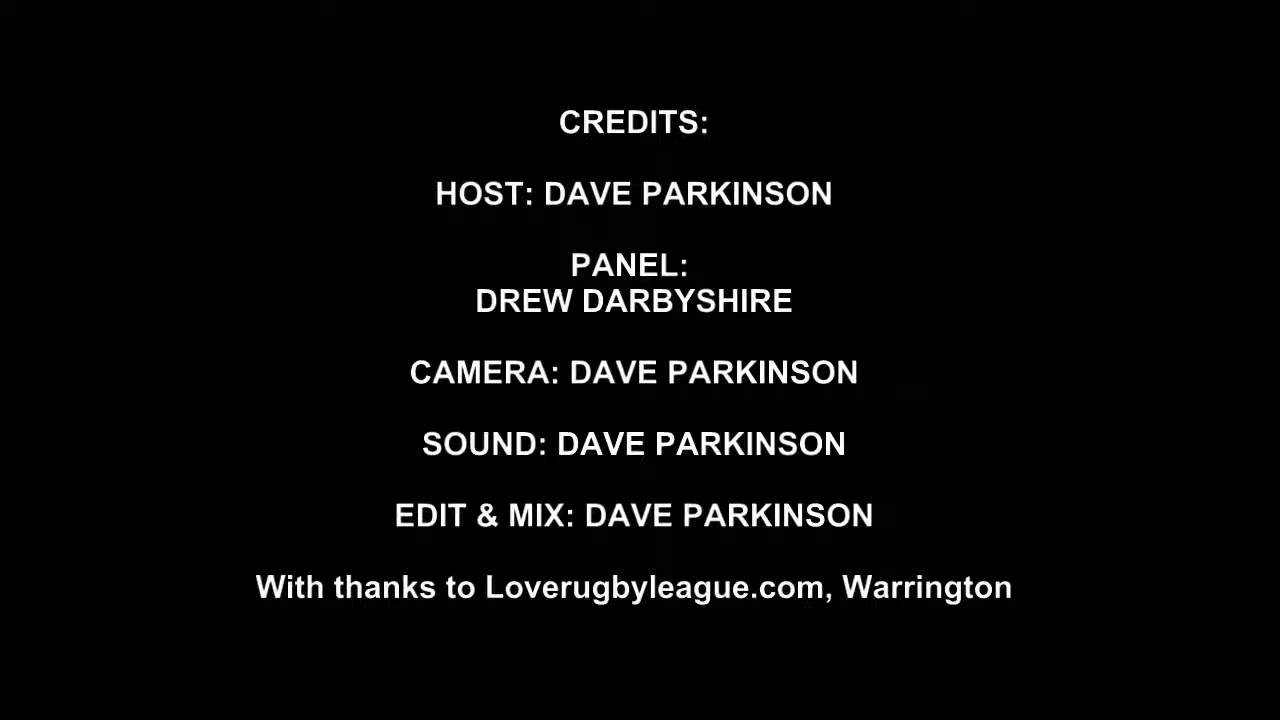 CREDITS:
HOST: DAVE PARKINSON
PANEL:
DREW DARBYSHIRE
CAMERA: DAVE PARKINSON
SOUND: DAVE PARKINSON
EDIT & MIX: DAVE PARKINSON
With thanks to Loverugbyleague.com, Warrington